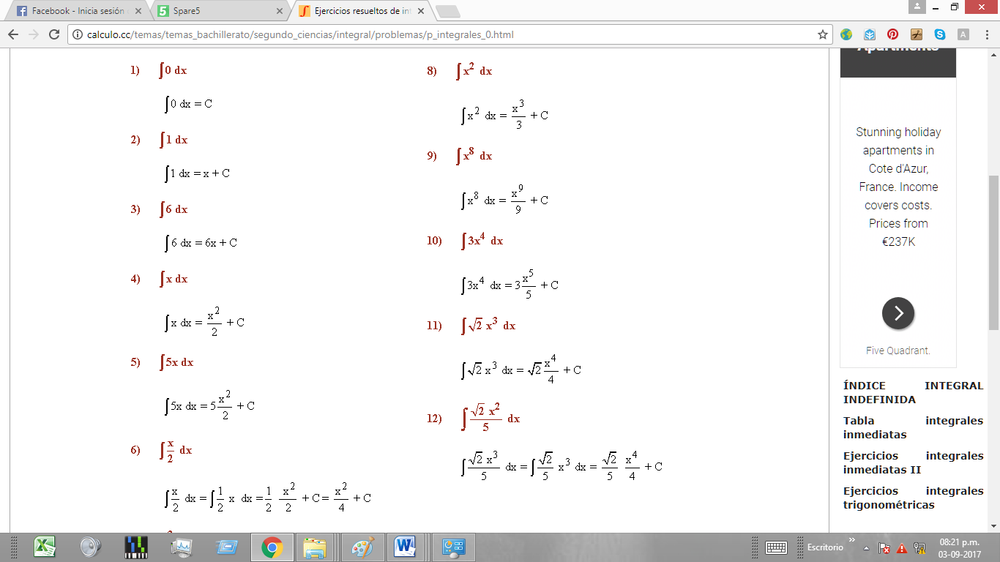 Facebook - Inicia sesión
Spare5
Ejercicios resueltos de in
calculo.cc/temas/temas_bachillerato/segundo_ciencias/integral/problemas/p_integrales_0.html
1) ∫0 dx
∫0 dx = C
2) ∫1 dx
∫1 dx = x + C
3) ∫6 dx
∫6 dx = 6x + C
4) ∫x dx
∫x dx = x²/2 + C
5) ∫5x dx
∫5x dx = 5 x²/2 + C
6) ∫x/2 dx
∫x/2 dx = ∫1/2 x dx = 1/2 x²/2 + C = x²/4 + C
8) ∫x² dx
∫x² dx = x³/3 + C
9) ∫x⁸ dx
∫x⁸ dx = x⁹/9 + C
10) ∫3x⁴ dx
∫3x⁴ dx = 3 x⁵/5 + C
11) ∫√2 x³ dx
∫√2 x³ dx = √2 x⁴/4 + C
12) ∫√2 x²/5 dx
∫√2 x³/5 dx = ∫√2/5 x³ dx = √2/5 x⁴/4 + C
Apartments
Stunning holiday
apartments in
Cote d'Azur,
France. Income
covers costs.
Prices from
€237K
Five Quadrant.
ÍNDICE INTEGRAL
INDEFINIDA
Tabla integrales
inmediatas
Ejercicios integrales
inmediatas II
Ejercicios integrales
trigonométricas
Escritorio
08:21 p.m.
03-09-2017